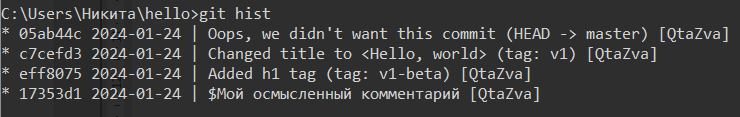 C:\Users\Никита\hello>git hist
* 05ab44c 2024-01-24 | Oops, we didn't want this commit (HEAD -> master) [QtaZva]
* c7cefd3 2024-01-24 | Changed title to <Hello, world> (tag: v1) [QtaZva]
* eff8075 2024-01-24 | Added h1 tag (tag: v1-beta) [QtaZva]
* 17353d1 2024-01-24 | $Мой осмысленный комментарий [QtaZva]